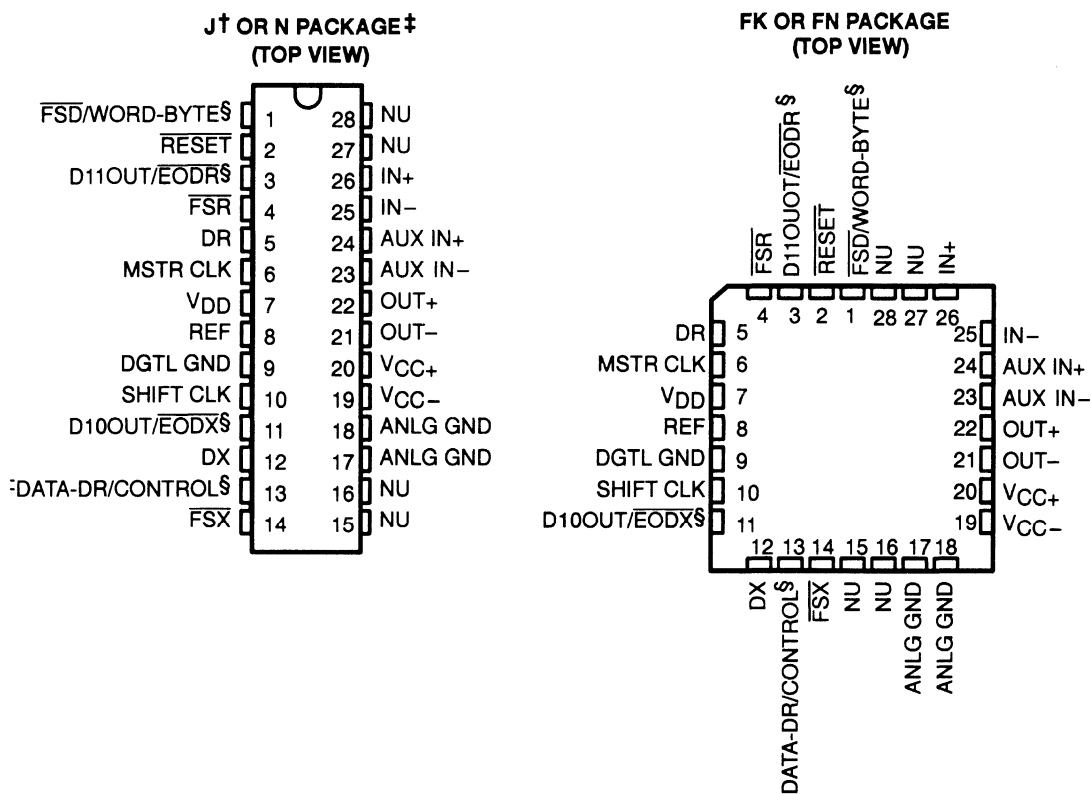 J† OR N PACKAGE‡
(TOP VIEW)
FSD/WORD-BYTE§ 1 28 NU
RESET 2 27 NU
D11OUT/EODR§ 3 26 IN+
FSR 4 25 IN−
DR 5 24 AUX IN+
MSTR CLK 6 23 AUX IN−
VDD 7 22 OUT+
REF 8 21 OUT−
DGTL GND 9 20 VCC+
SHIFT CLK 10 19 VCC−
D10OUT/EODX§ 11 18 ANLG GND
DX 12 17 ANLG GND
DATA-DR/CONTROL§ 13 16 NU
FSX 14 15 NU
FK OR FN PACKAGE
(TOP VIEW)
FSR
D11OUOT/EODR§
RESET
FSD/WORD-BYTE§
NU
NU
IN+
4 3 2 1 28 27 26
DR 5 25 IN−
MSTR CLK 6 24 AUX IN+
VDD 7 23 AUX IN−
REF 8 22 OUT+
DGTL GND 9 21 OUT−
SHIFT CLK 10 20 VCC+
D10OUT/EODX§ 11 19 VCC−
12 13 14 15 16 17 18
DX
DATA-DR/CONTROL§
FSX
NU
NU
ANLG GND
ANLG GND